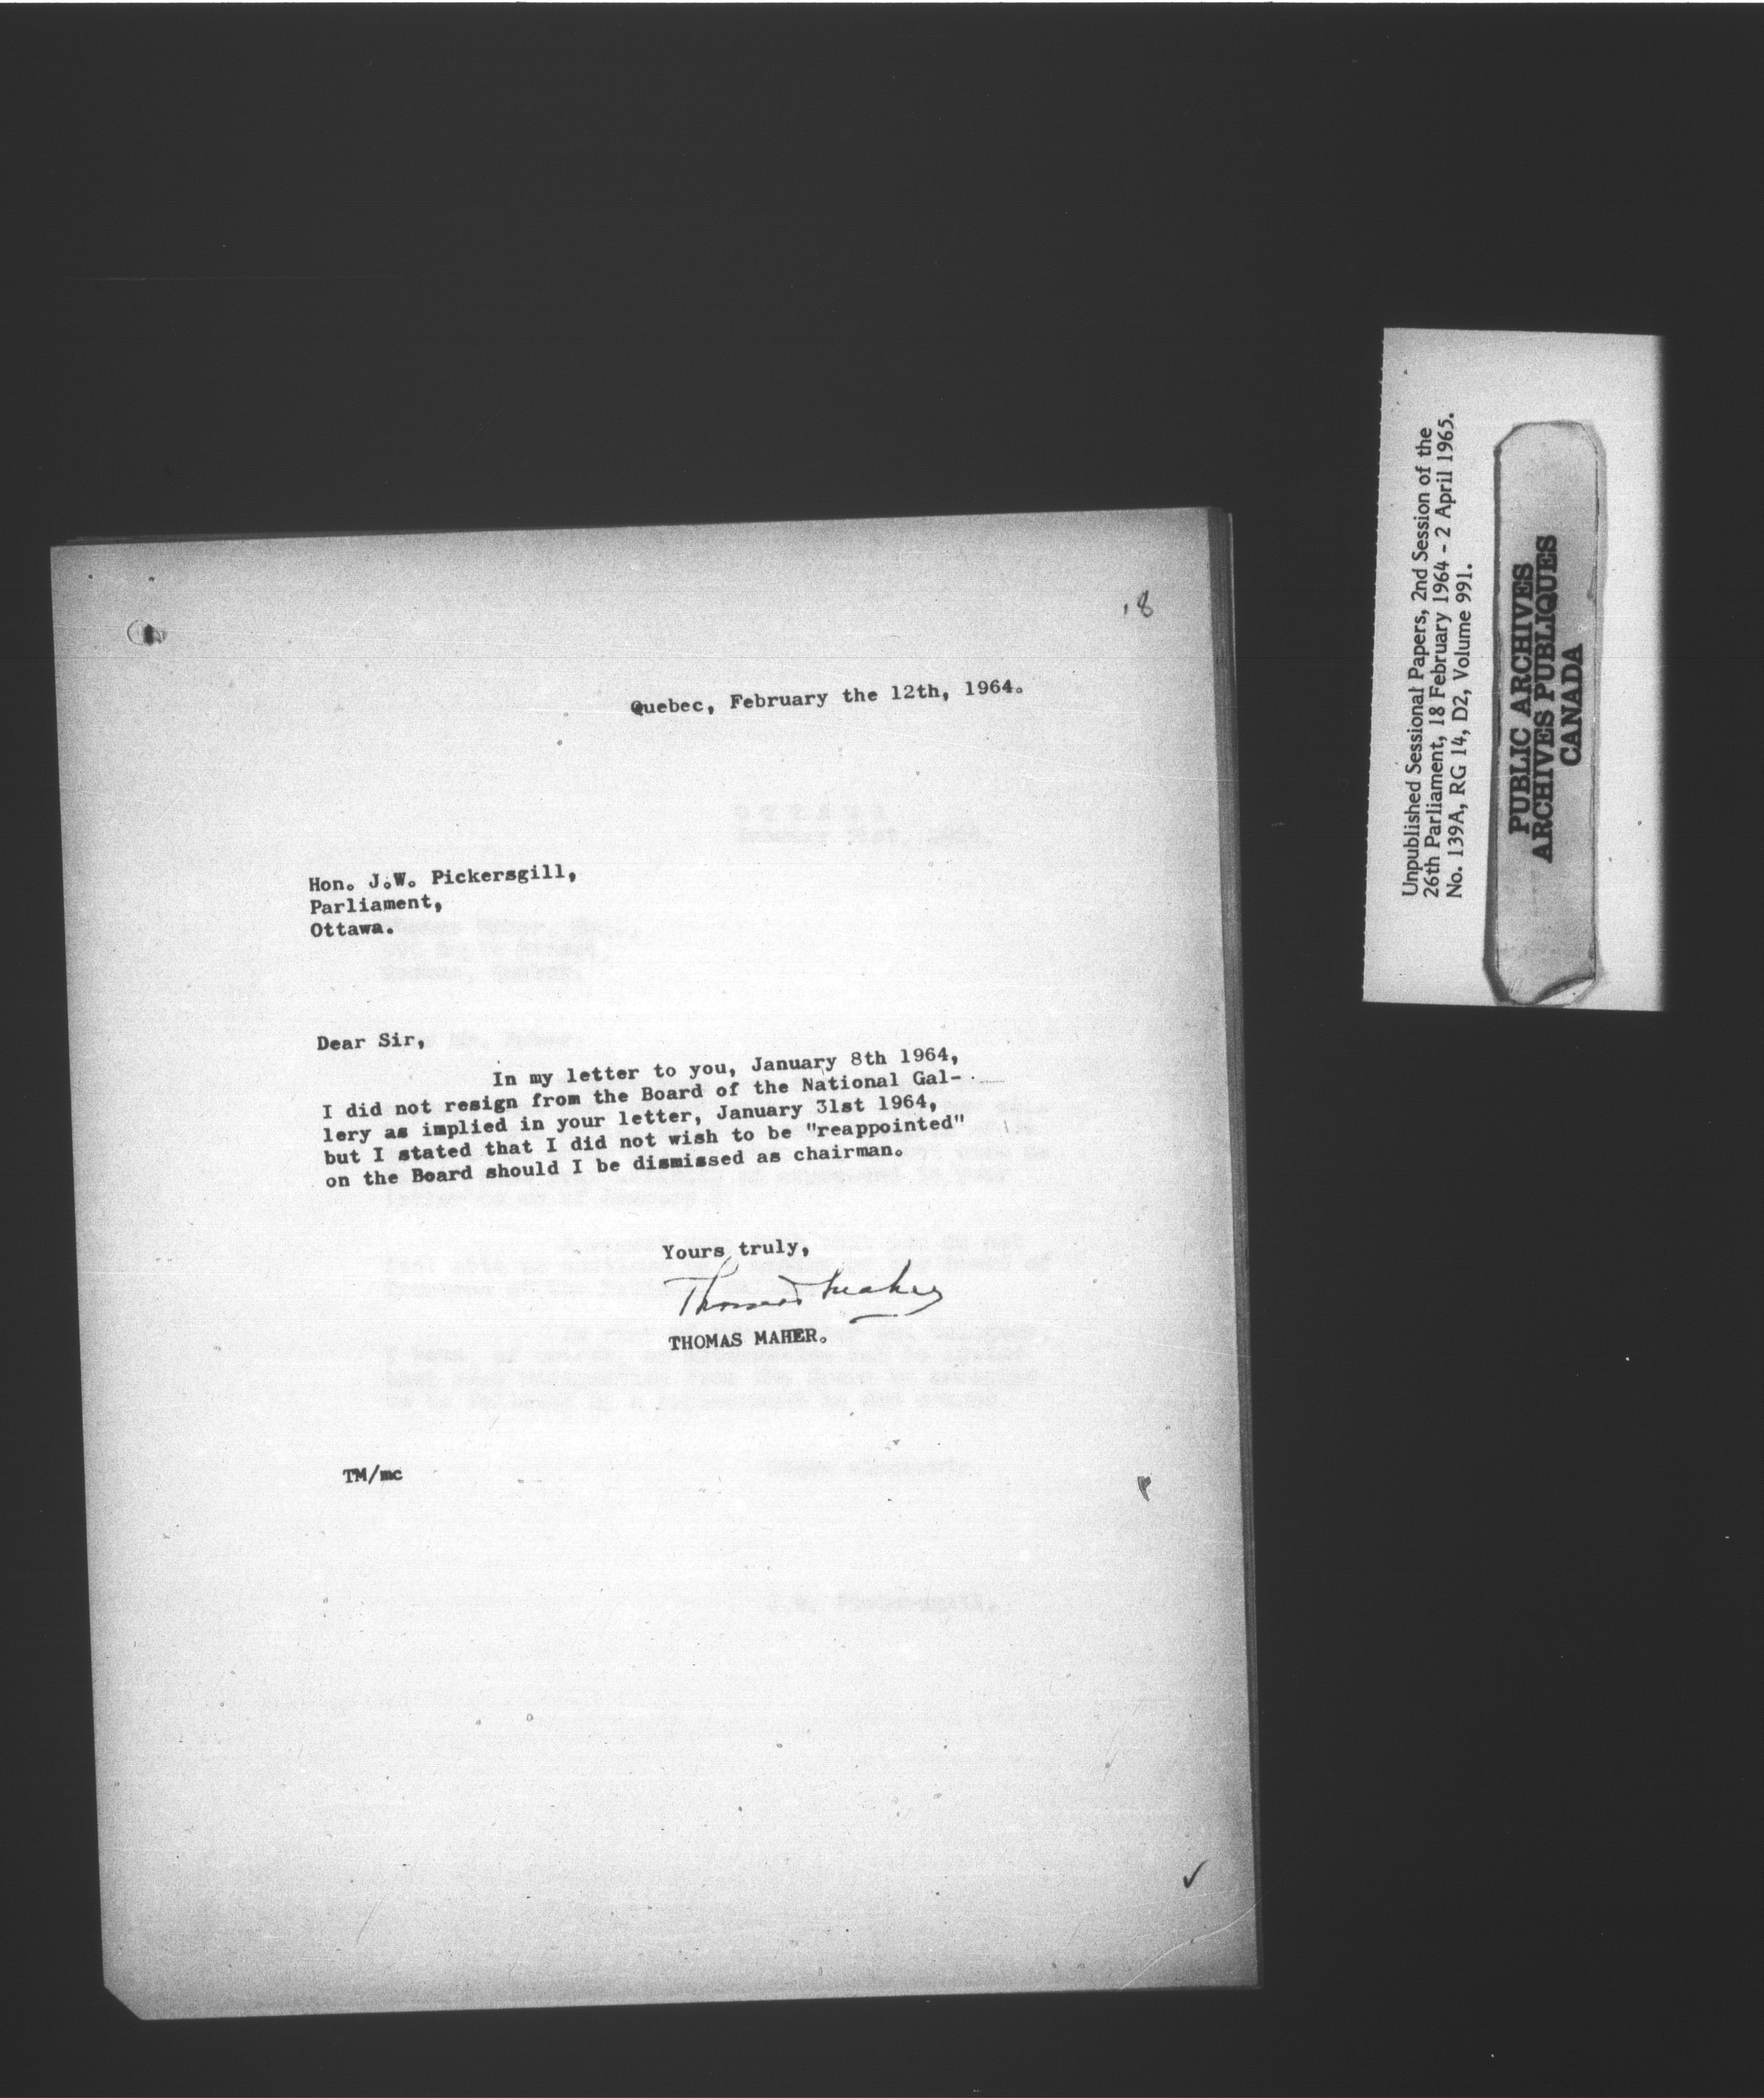 18
Quebec, February the 12th, 1964.
Hon. J.W. Pickersgill,
Parliament,
Ottawa.
Dear Sir,
In my letter to you, January 8th 1964,
I did not resign from the Board of the National Gal-
lery as implied in your letter, January 31st 1964,
but I stated that I did not wish to be "reappointed"
on the Board should I be dismissed as chairman.
Yours truly,
Thomas Maher
THOMAS MAHER.
TM/mc
Unpublished Sessional Papers, 2nd Session of the
26th Parliament, 18 February 1964 - 2 April 1965.
No. 139A, RG 14, D2, Volume 991.
PUBLIC ARCHIVES
ARCHIVES PUBLIQUES
CANADA